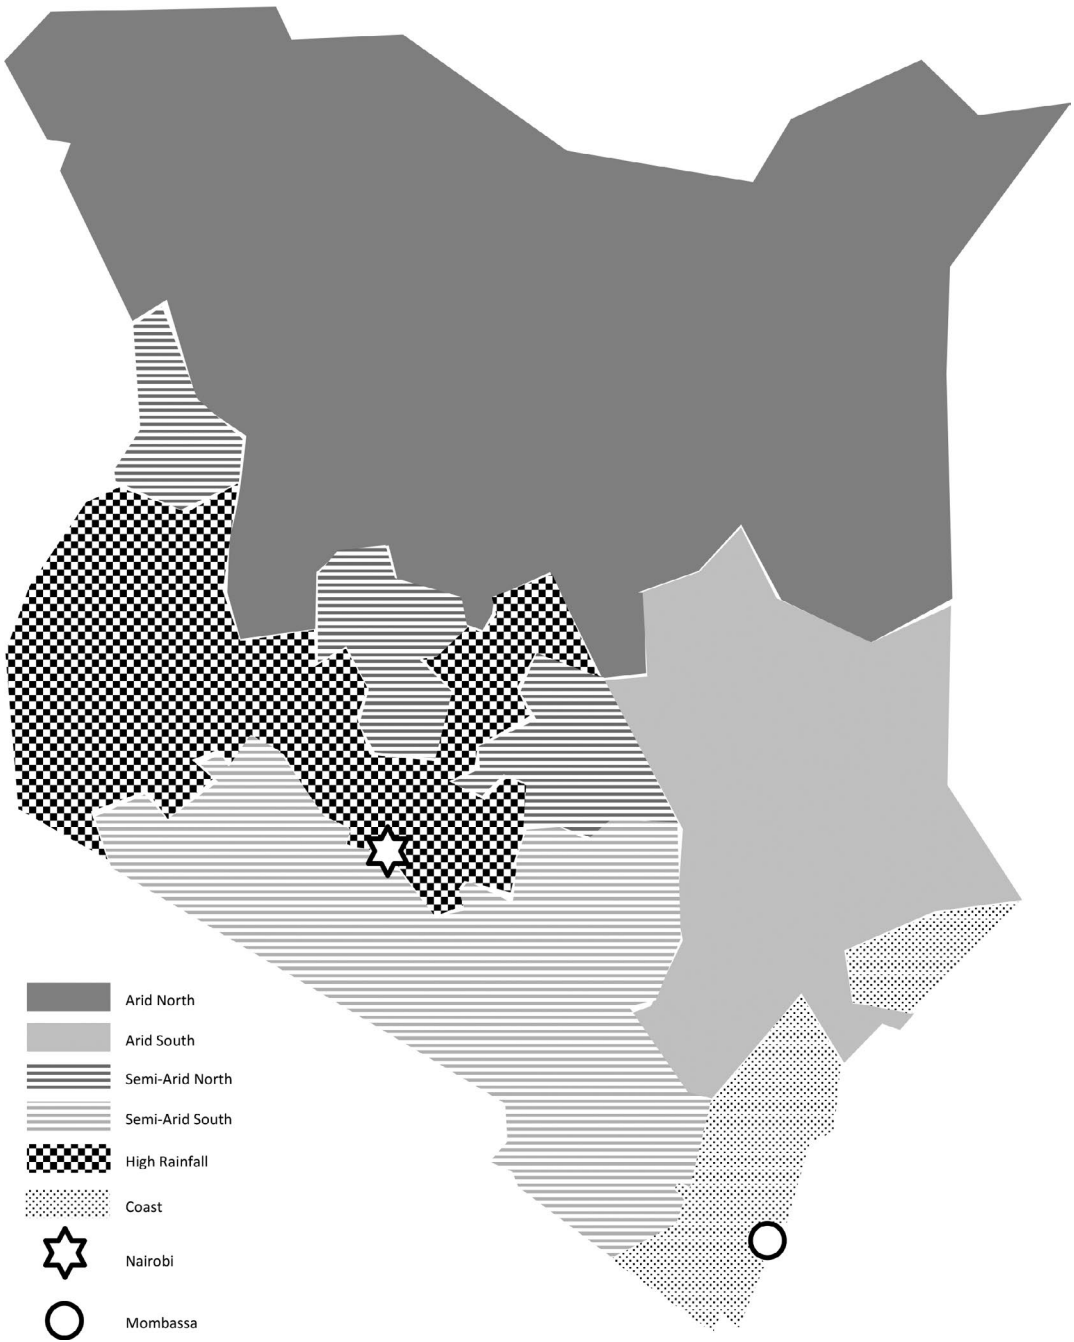 Arid North
Arid South
Semi-Arid North
Semi-Arid South
High Rainfall
Coast
Nairobi
Mombassa